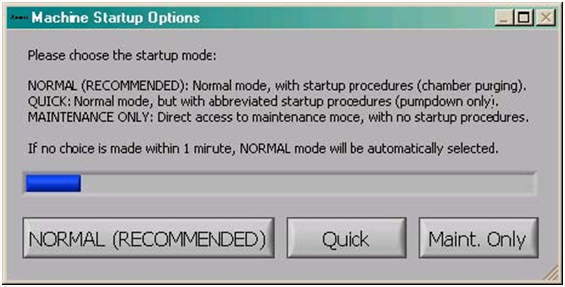 Machine Startup Options
Please choose the startup mode:
NORMAL (RECOMMENDED): Normal mode, with startup procedures (chamber purging).
QUICK: Normal mode, but with abbreviated startup procedures (pumpdown only).
MAINTENANCE ONLY: Direct access to maintenance moce, with no startup procedures.
If no choice is made within 1 minute, NORMAL mode will be automatically selected.
NORMAL (RECOMMENDED)
Quick
Maint. Only